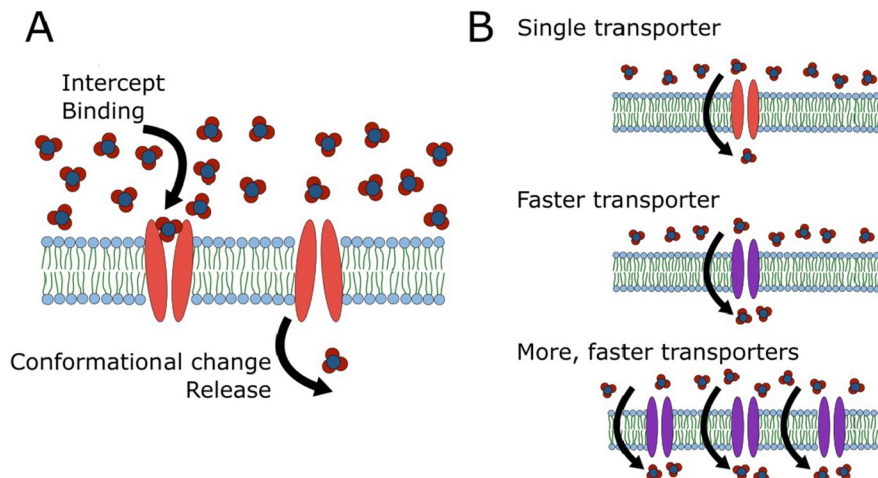 A
Intercept
Binding
Conformational change
Release
B
Single transporter
Faster transporter
More, faster transporters